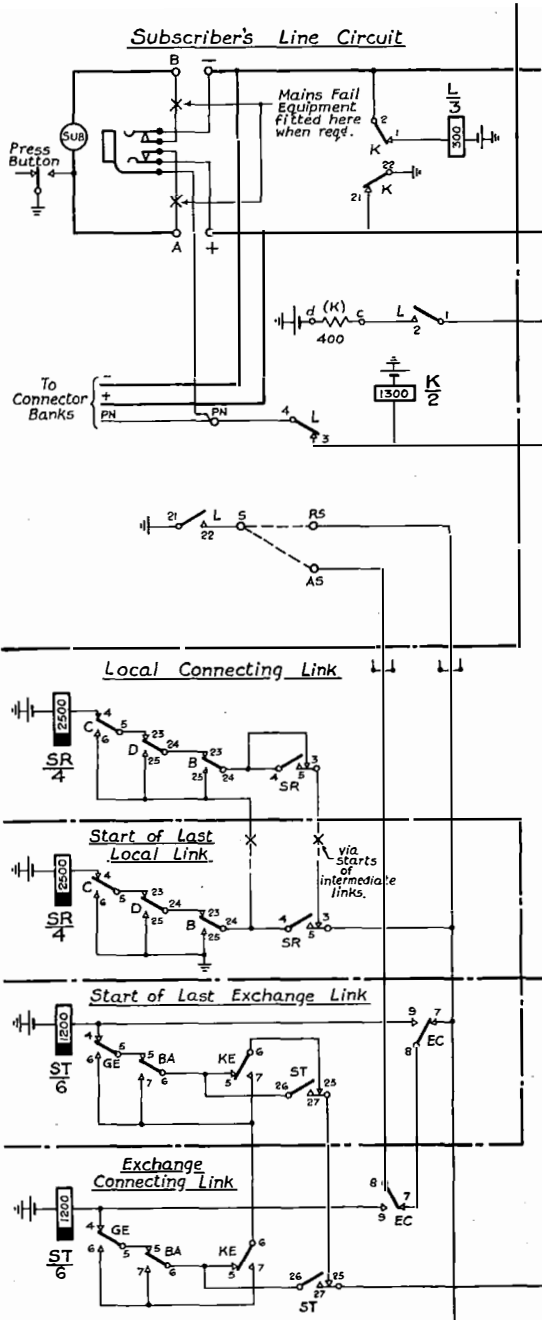 Subscriber's Line Circuit
B −
Mains Fail
Equipment
fitted here
when reqd.
L
3
2
1
300
K
SUB
Press
Button
22
K
21
A +
(K)
d c L 1
2
400
−
To
Connector
Banks
+
PN
PN
4 L
3
K
2
1300
21 L S RS
22
AS
Local Connecting Link
2500
4
5
C 6
23
24
D 25
23
B 25 24
4 5 3
SR
SR
4
Start of Last
Local Link
via
starts
of
intermediate
links.
2500
4
5
C 6
23
24
D 25
23
B 25 24
4 5 3
SR
SR
4
Start of Last Exchange Link
1200
9 7
8 EC
4
5
6 GE
5 BA
7 6
KE 6
5 7
ST
26 25
27
ST
6
Exchange
Connecting Link
8
7
9 EC
1200
4 GE
6 5
5 BA
7 6
KE 6
5 7
26 25
27
ST
ST
6